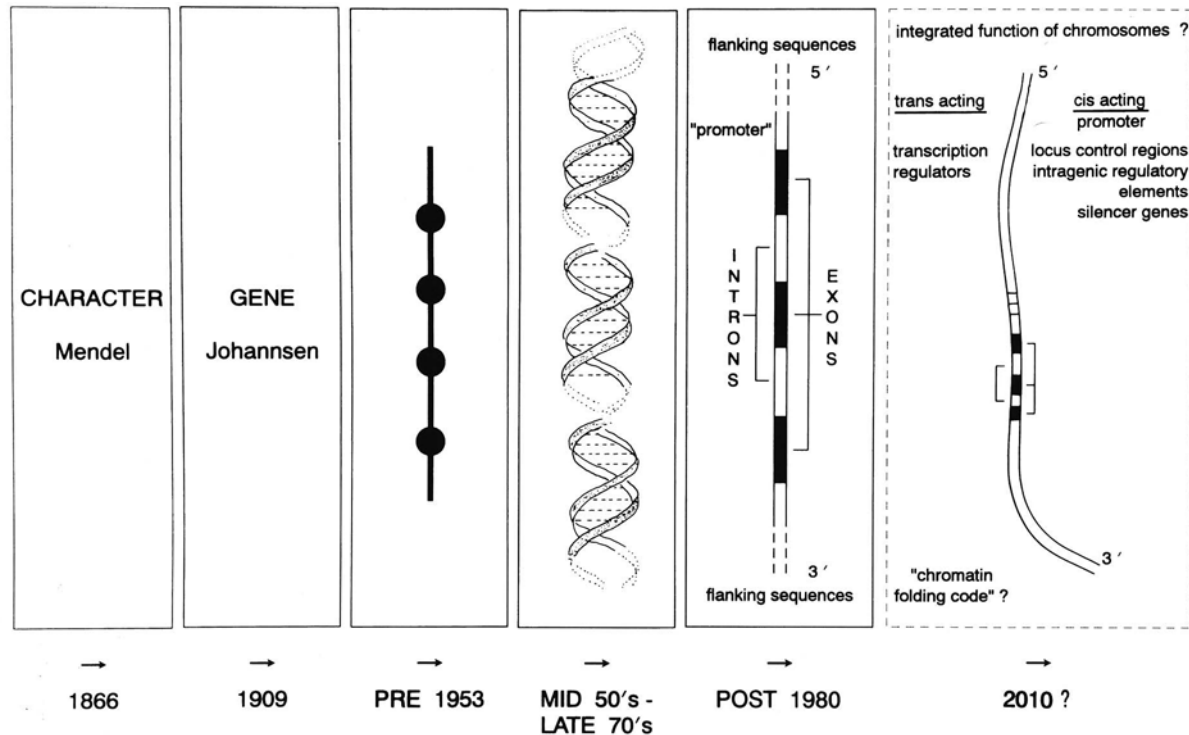 CHARACTER
Mendel
GENE
Johannsen
flanking sequences
5 ′
"promoter"
INTRONS
EXONS
3 ′
flanking sequences
integrated function of chromosomes ?
5 ′
trans acting
cis acting
promoter
transcription
regulators
locus control regions
intragenic regulatory
elements
silencer genes
3 ′
"chromatin
folding code" ?
1866
1909
PRE 1953
MID 50′s -
LATE 70′s
POST 1980
2010 ?